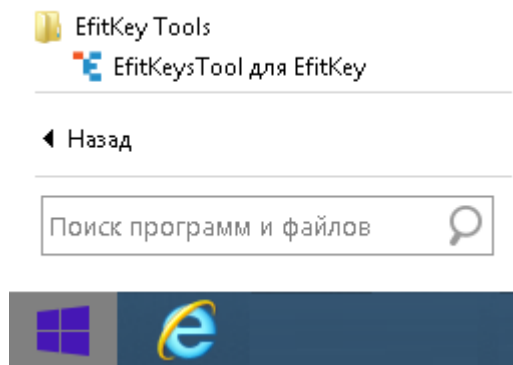 EfitKey Tools
EfitKeysTool для EfitKey
Назад
Поиск программ и файлов